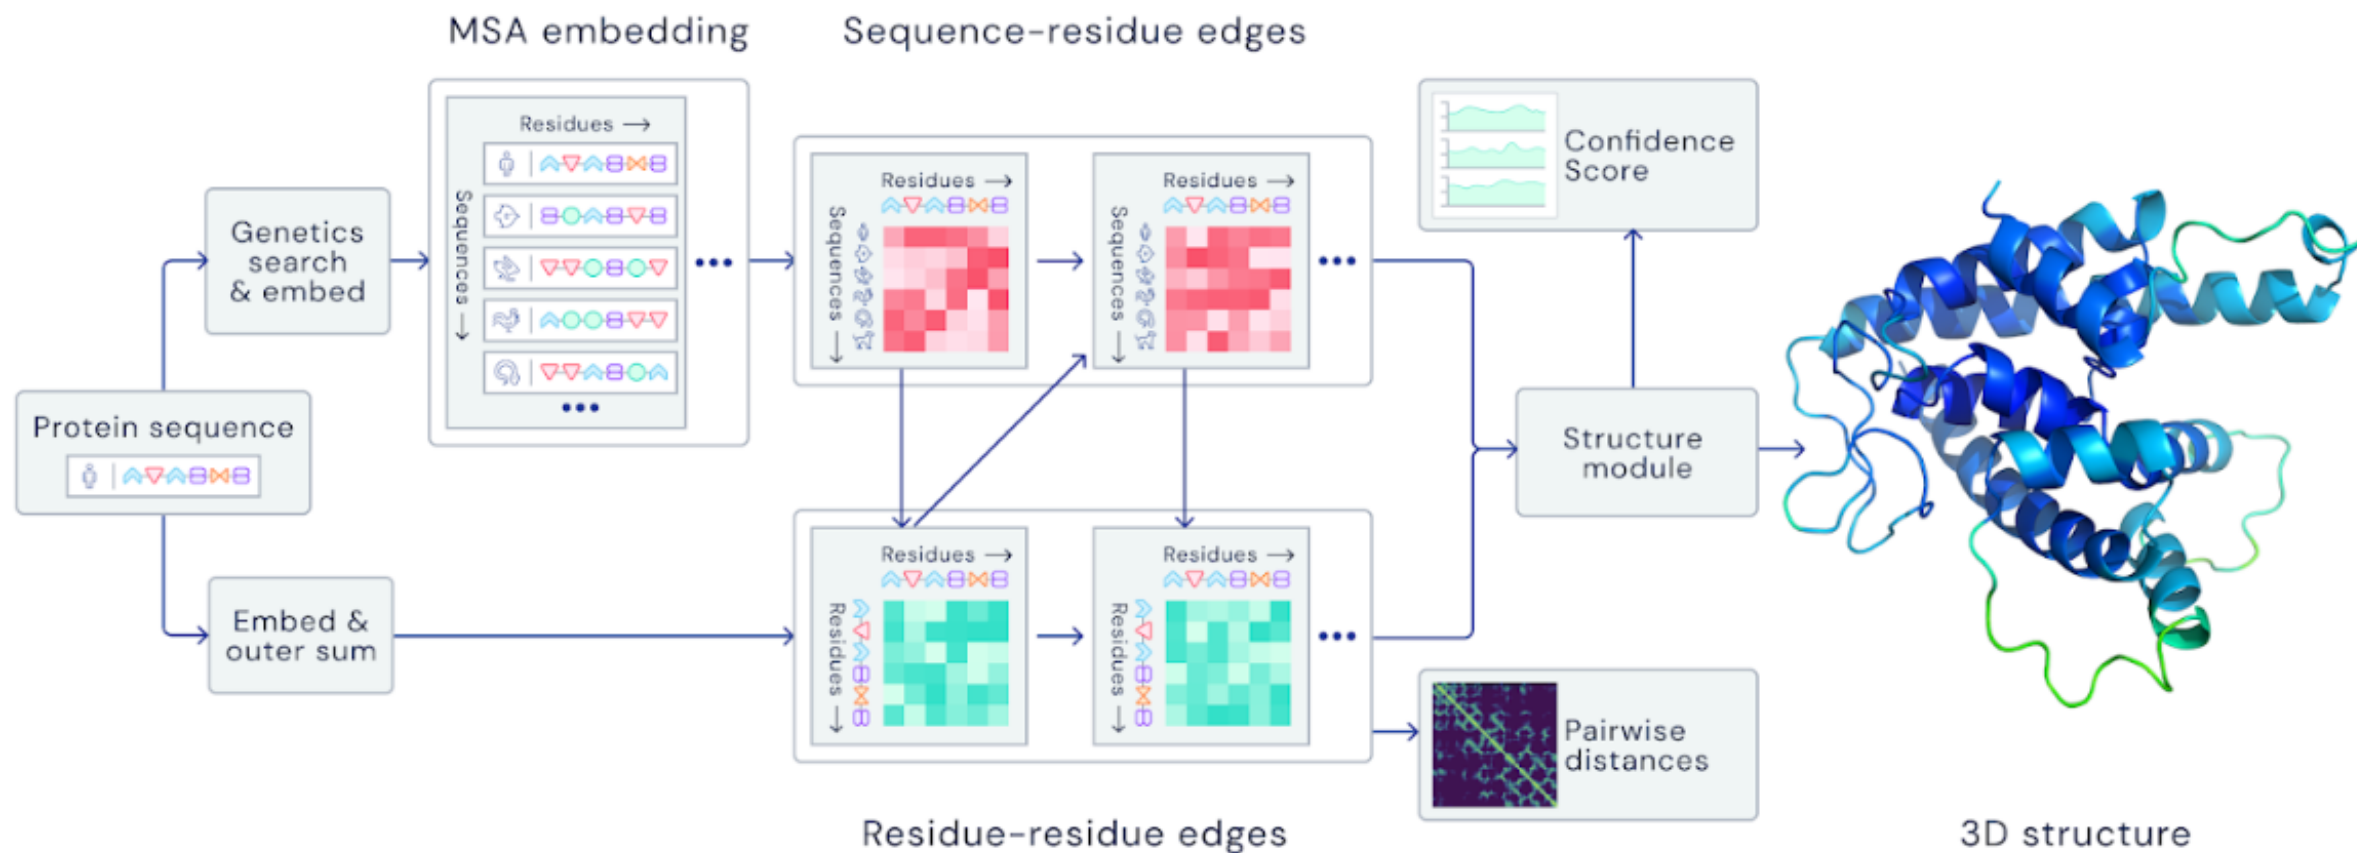 MSA embedding
Sequence-residue edges
Residues →
Sequences →
Genetics
search
& embed
Protein sequence
Embed &
outer sum
Residues →
Sequences →
Residues →
Sequences →
Residues →
Residues →
Residues →
Residues →
Confidence
Score
Structure
module
Pairwise
distances
Residue-residue edges
3D structure